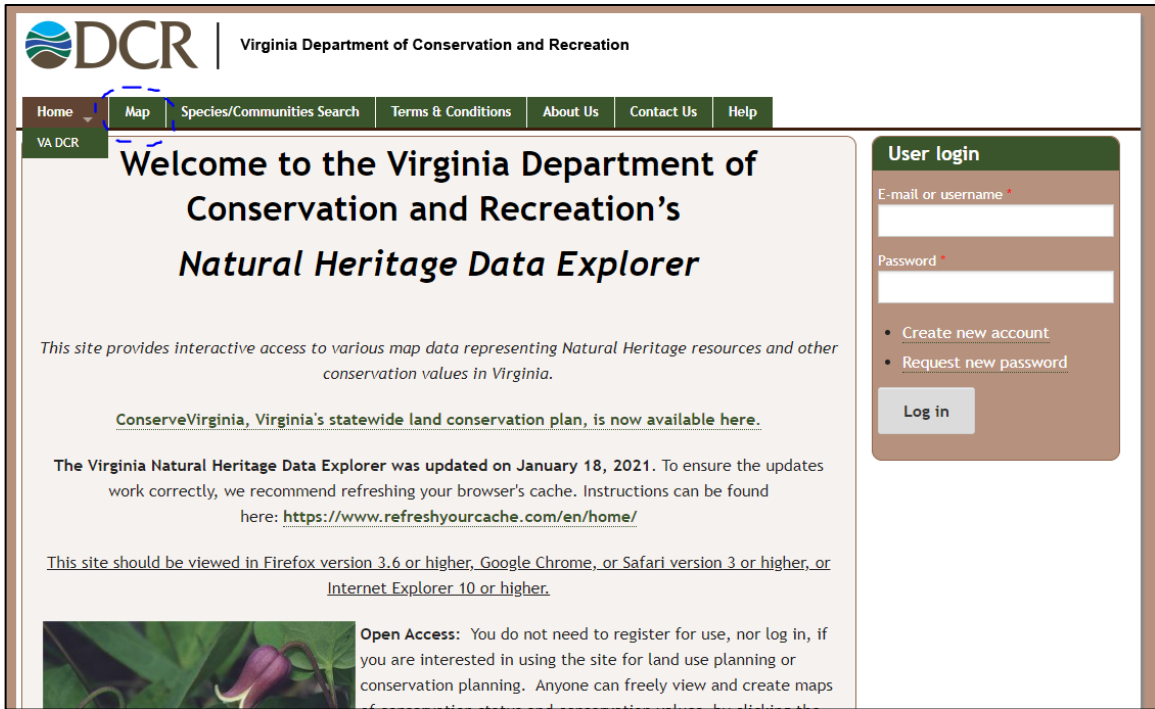 DCR
Virginia Department of Conservation and Recreation
Home Map Species/Communities Search Terms & Conditions About Us Contact Us Help
VA DCR
Welcome to the Virginia Department of
Conservation and Recreation’s
Natural Heritage Data Explorer
This site provides interactive access to various map data representing Natural Heritage resources and other
conservation values in Virginia.
ConserveVirginia, Virginia's statewide land conservation plan, is now available here.
The Virginia Natural Heritage Data Explorer was updated on January 18, 2021. To ensure the updates
work correctly, we recommend refreshing your browser's cache. Instructions can be found
here: https://www.refreshyourcache.com/en/home/
This site should be viewed in Firefox version 3.6 or higher, Google Chrome, or Safari version 3 or higher, or
Internet Explorer 10 or higher.
Open Access: You do not need to register for use, nor log in, if
you are interested in using the site for land use planning or
conservation planning. Anyone can freely view and create maps
of conservation status and conservation values, by clicking the
User login
E-mail or username *
Password *
Create new account
Request new password
Log in